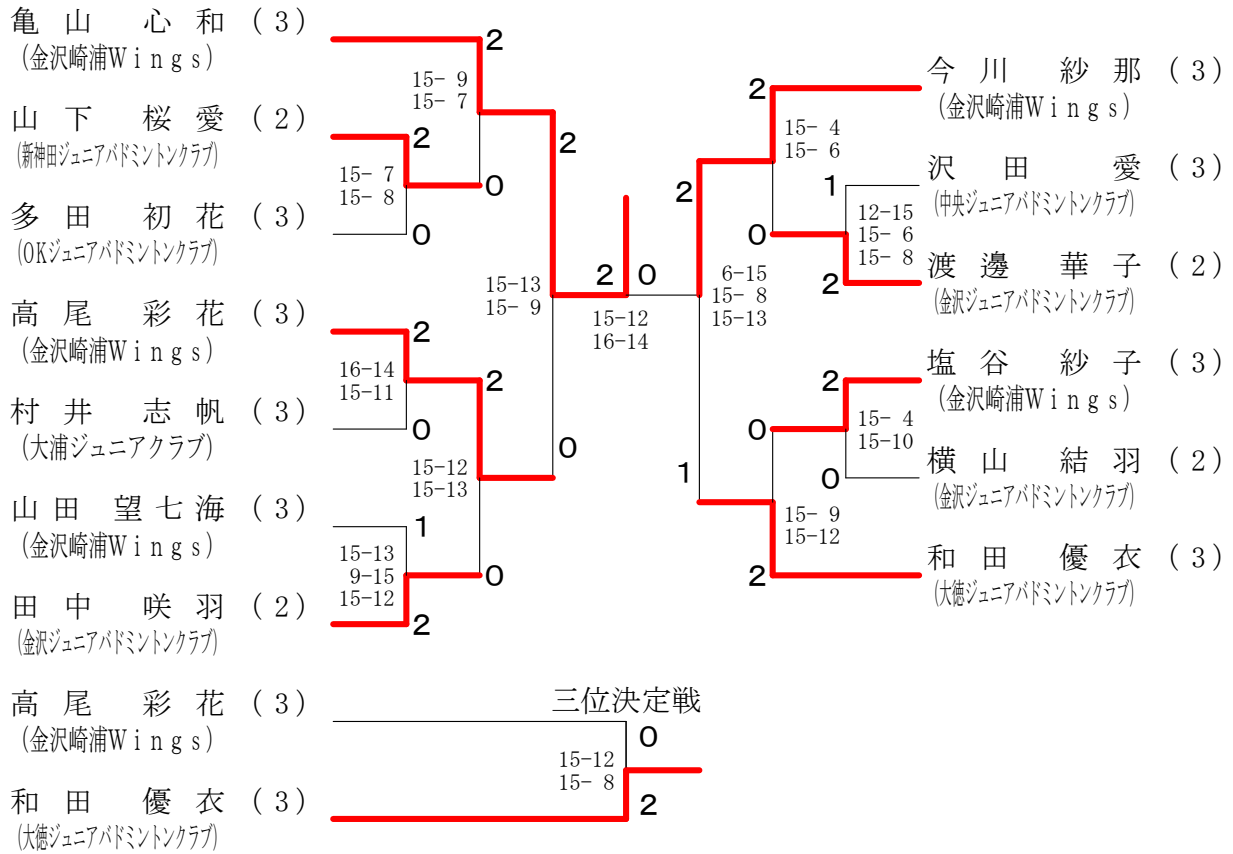 亀山 心和 (3)
(金沢崎浦Wings)
山下 桜愛 (2)
(新神田ジュニアバドミントンクラブ)
多田 初花 (3)
(OKジュニアバドミントンクラブ)
高尾 彩花 (3)
(金沢崎浦Wings)
村井 志帆 (3)
(大浦ジュニアクラブ)
山田 望七海 (3)
(金沢崎浦Wings)
田中 咲羽 (2)
(金沢ジュニアバドミントンクラブ)
2
15- 9
15- 7
2
15- 7
15- 8
0
0
2
15-13
15- 9
2
16-14
15-11
0
2
15-12
15-13
0
1
15-13
9-15
15-12
0
2
2 0
15-12
16-14
2
15- 4
15- 6
2
6-15
15- 8
15-13
0
1
12-15
15- 6
15- 8
2
2
15- 4
15-10
0
0
1
15- 9
15-12
2
今川 紗那 (3)
(金沢崎浦Wings)
沢田 愛 (3)
(中央ジュニアバドミントンクラブ)
渡邊 華子 (2)
(金沢ジュニアバドミントンクラブ)
塩谷 紗子 (3)
(金沢崎浦Wings)
横山 結羽 (2)
(金沢ジュニアバドミントンクラブ)
和田 優衣 (3)
(大徳ジュニアバドミントンクラブ)
三位決定戦
高尾 彩花 (3)
(金沢崎浦Wings)
0
15-12
15- 8
2
和田 優衣 (3)
(大徳ジュニアバドミントンクラブ)